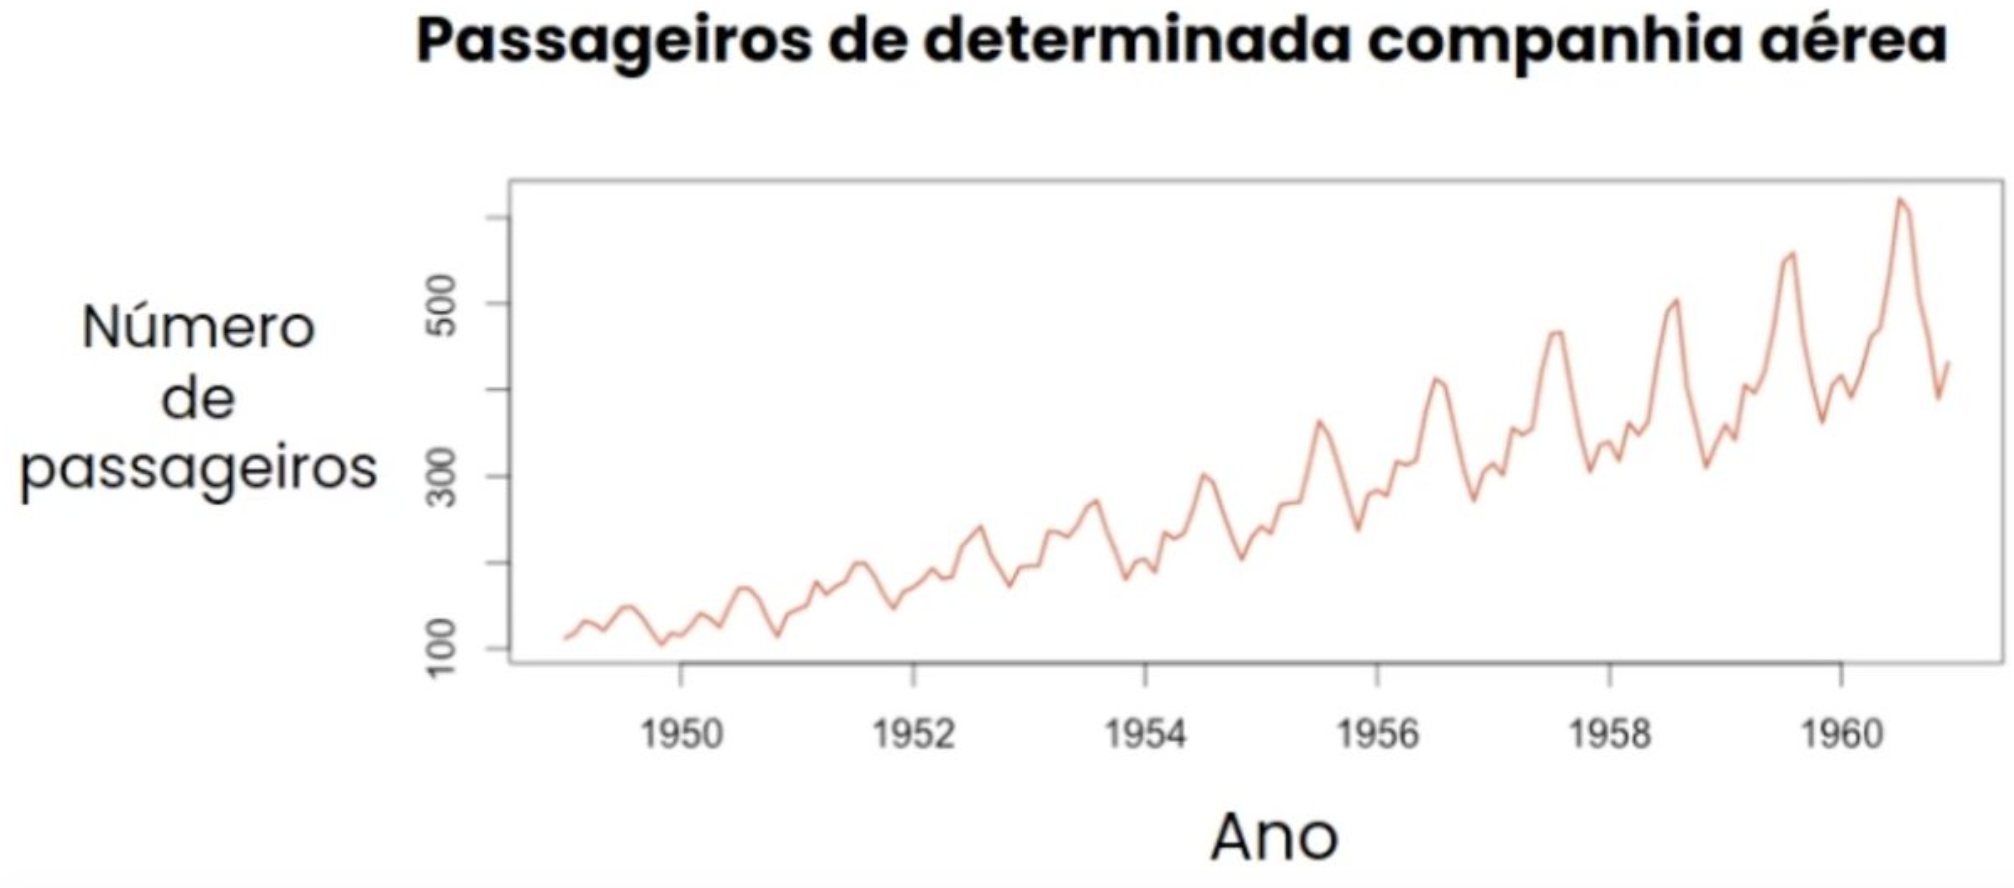 Passageiros de determinada companhia aérea
Número
de
passageiros
500
300
100
1950 1952 1954 1956 1958 1960
Ano